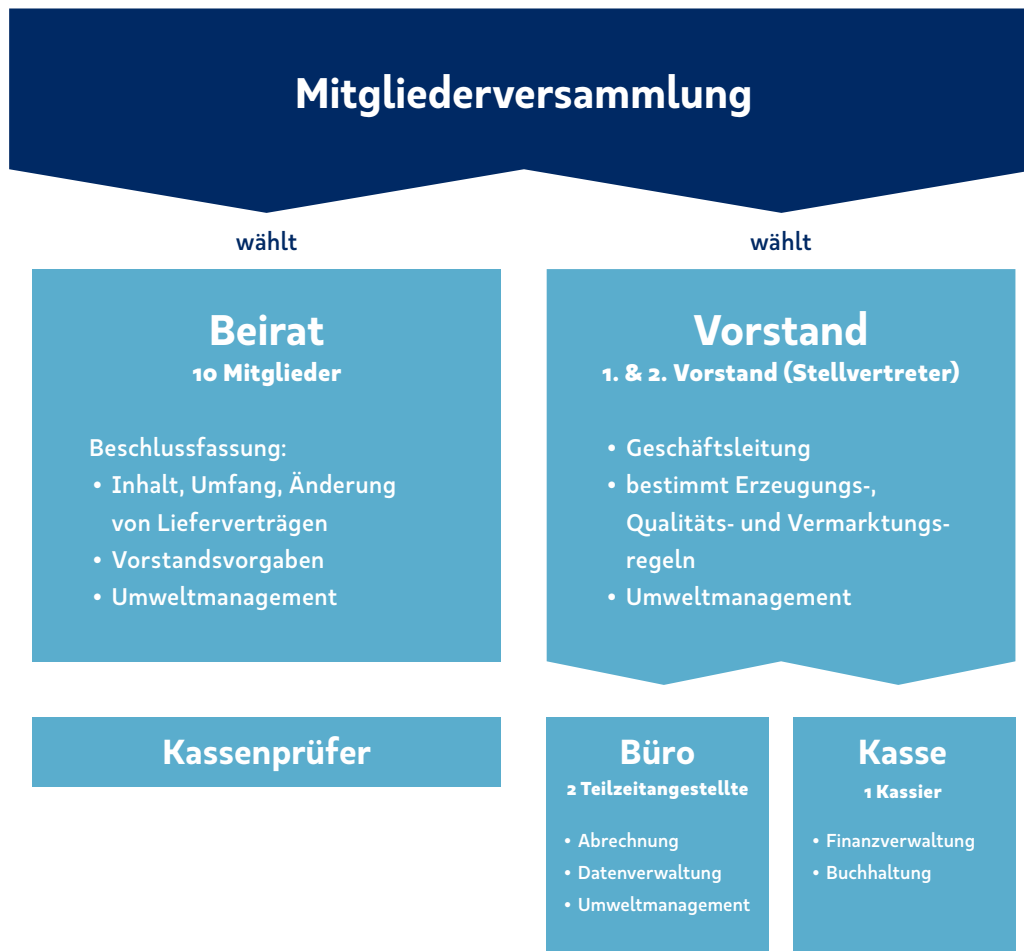 Mitgliederversammlung
wählt
Beirat
10 Mitglieder
Beschlussfassung:
• Inhalt, Umfang, Änderung
von Lieferverträgen
• Vorstandsvorgaben
• Umweltmanagement
wählt
Vorstand
1. & 2. Vorstand (Stellvertreter)
• Geschäftsleitung
• bestimmt Erzeugungs-,
Qualitäts- und Vermarktungs-
regeln
• Umweltmanagement
Kassenprüfer
Büro
2 Teilzeitangestellte
• Abrechnung
• Datenverwaltung
• Umweltmanagement
Kasse
1 Kassier
• Finanzverwaltung
• Buchhaltung